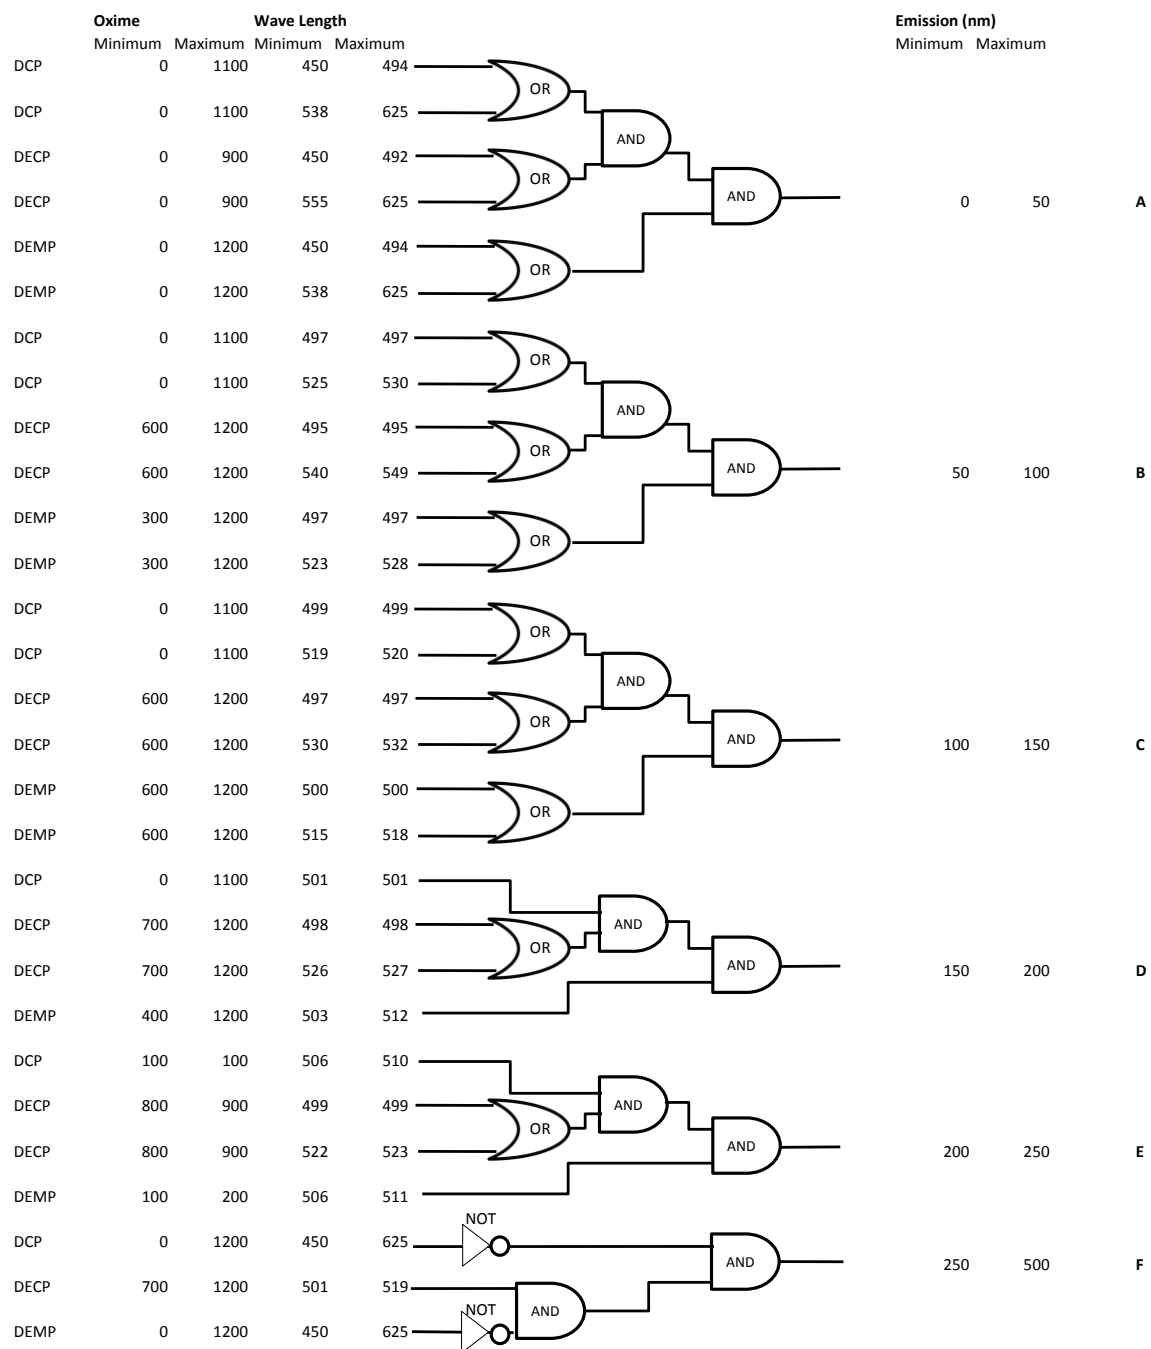 Oxime Wave Length Emission (nm)
Minimum Maximum Minimum Maximum Minimum Maximum
DCP 0 1100 450 494
OR
DCP 0 1100 538 625
AND
DECP 0 900 450 492
OR
AND
DECP 0 900 555 625 0 50 A
DEMP 0 1200 450 494
OR
DEMP 0 1200 538 625
DCP 0 1100 497 497
OR
DCP 0 1100 525 530
AND
DECP 600 1200 495 495
OR
AND
DECP 600 1200 540 549 50 100 B
DEMP 300 1200 497 497
OR
DEMP 300 1200 523 528
DCP 0 1100 499 499
OR
DCP 0 1100 519 520
AND
DECP 600 1200 497 497
OR
AND
DECP 600 1200 530 532 100 150 C
DEMP 600 1200 500 500
OR
DEMP 600 1200 515 518
DCP 0 1100 501 501
DECP 700 1200 498 498 AND
OR
AND
DECP 700 1200 526 527 150 200 D
DEMP 400 1200 503 512
DCP 100 100 506 510
DECP 800 900 499 499 AND
OR
AND
DECP 800 900 522 523 200 250 E
DEMP 100 200 506 511
NOT
DCP 0 1200 450 625
AND
250 500 F
DECP 700 1200 501 519
NOT AND
DEMP 0 1200 450 625